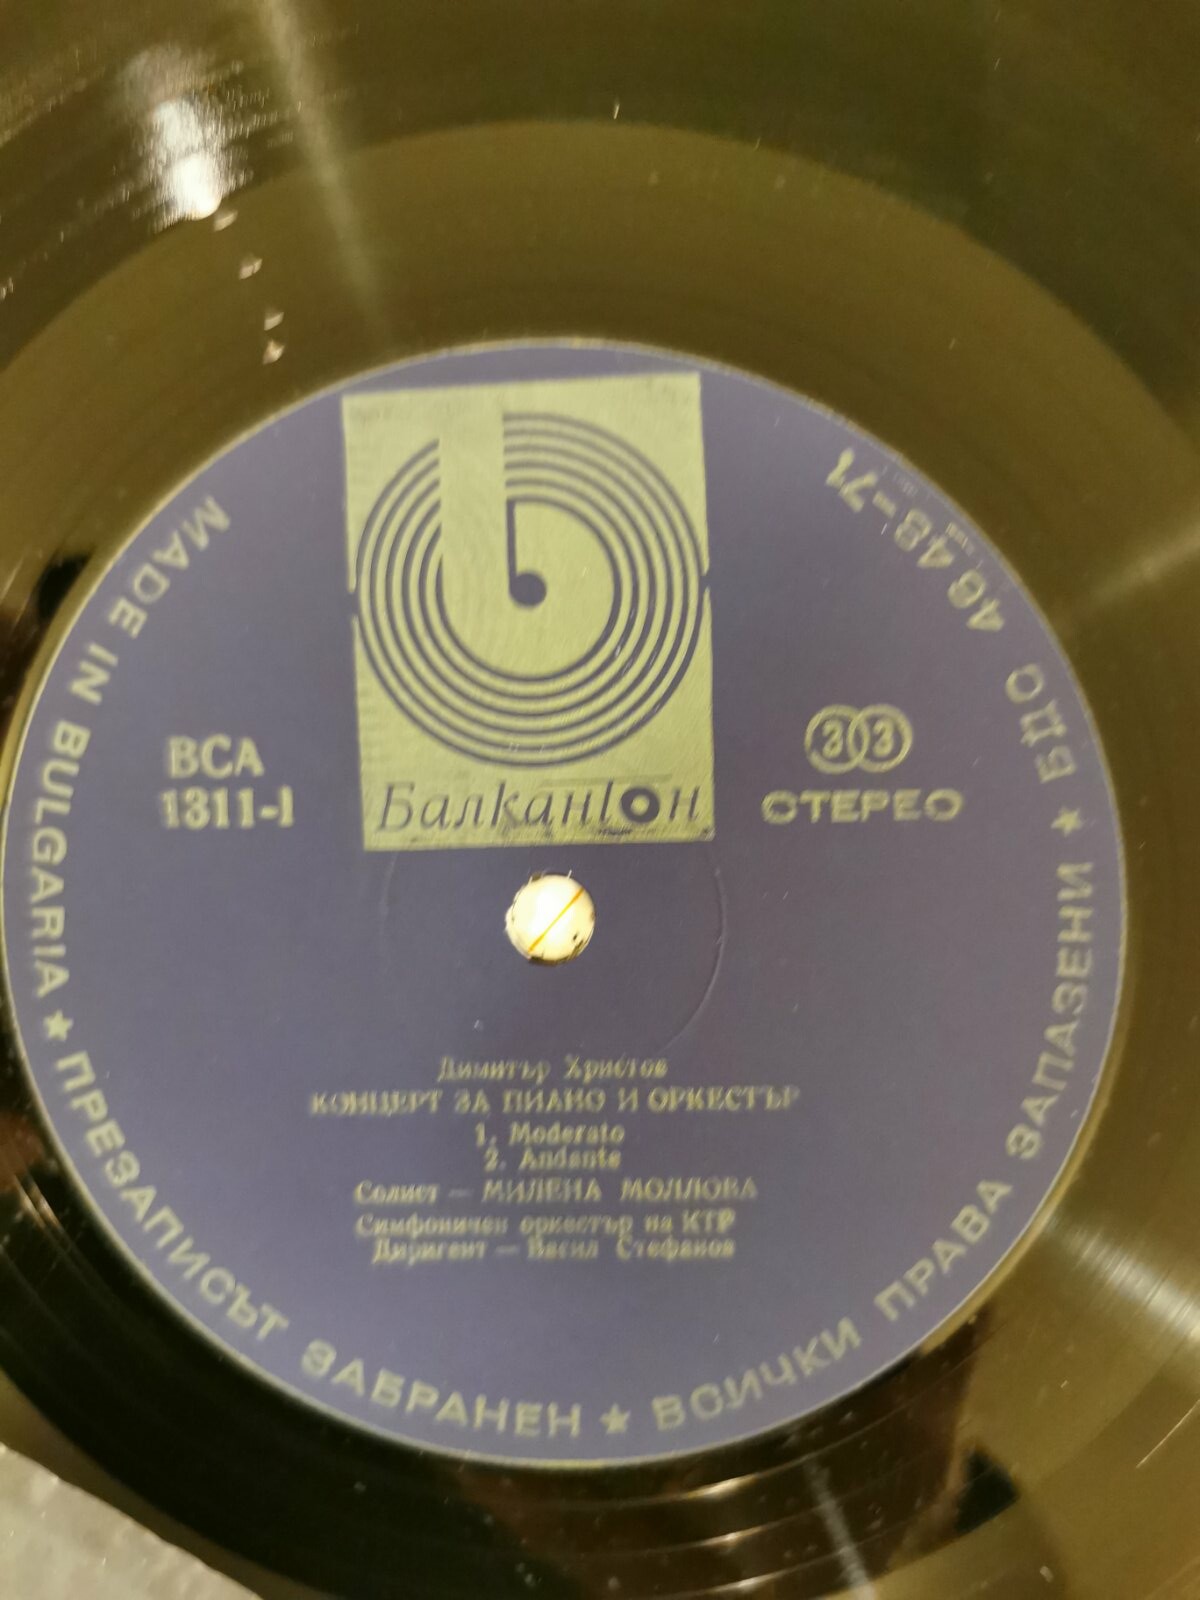 Балкантон
ВСА
1311-I
33
СТЕРЕО
Димитър Христов
КОНЦЕРТ ЗА ПИАНО И ОРКЕСТЪР
1. Moderato
2. Andante
Солист — МИЛЕНА МОЛЛОВА
Симфоничен оркестър на КТР
Диригент — Васил Стефанов
MADE IN BULGARIA ★ ПРЕЗАПИСЪТ ЗАБРАНЕН ★ ВСИЧКИ ПРАВА ЗАПАЗЕНИ ★ БДС 4648-71